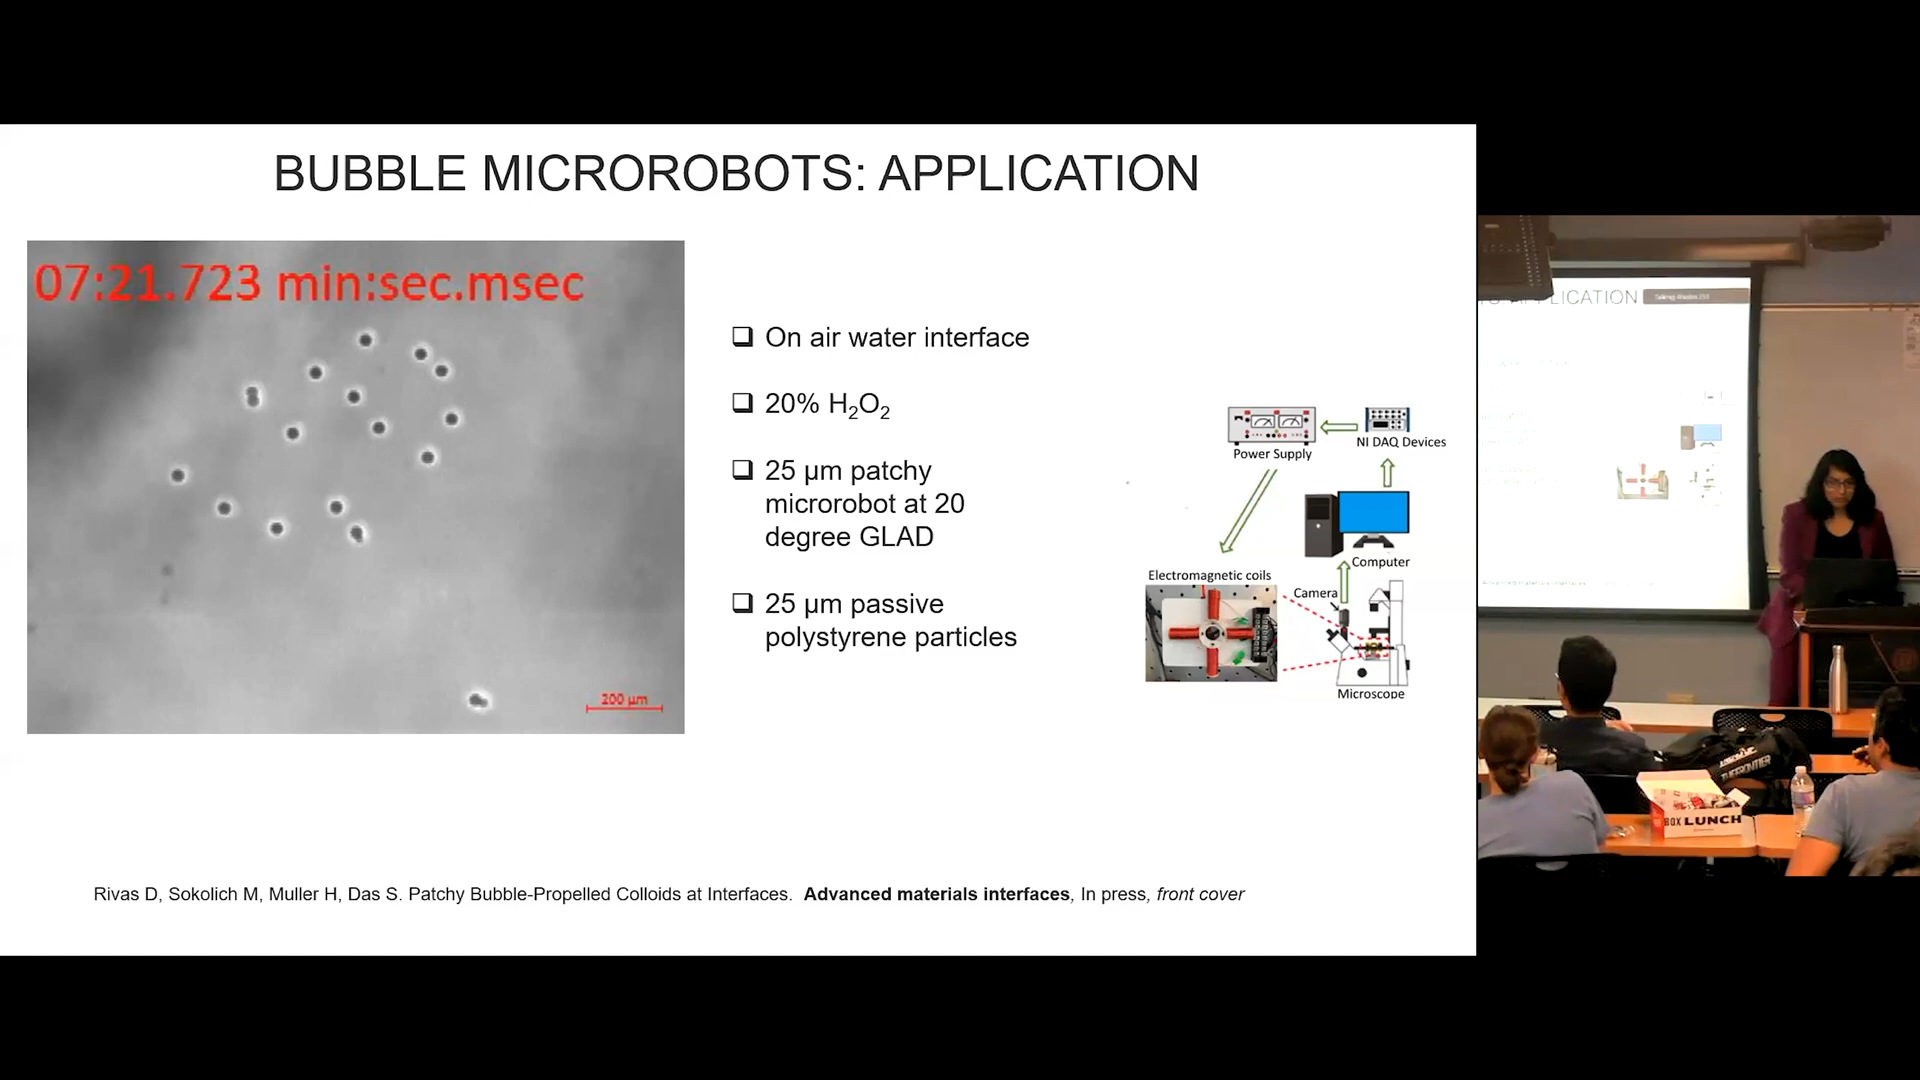 BUBBLE MICROROBOTS: APPLICATION
07:21.723 min:sec.msec
200 µm
On air water interface
20% H₂O₂
25 µm patchy
microrobot at 20
degree GLAD
25 µm passive
polystyrene particles
NI DAQ Devices
Power Supply
Computer
Electromagnetic coils
Camera
Microscope
Rivas D, Sokolich M, Muller H, Das S. Patchy Bubble-Propelled Colloids at Interfaces. Advanced materials interfaces, In press, front cover
LICATION
BOX LUNCH